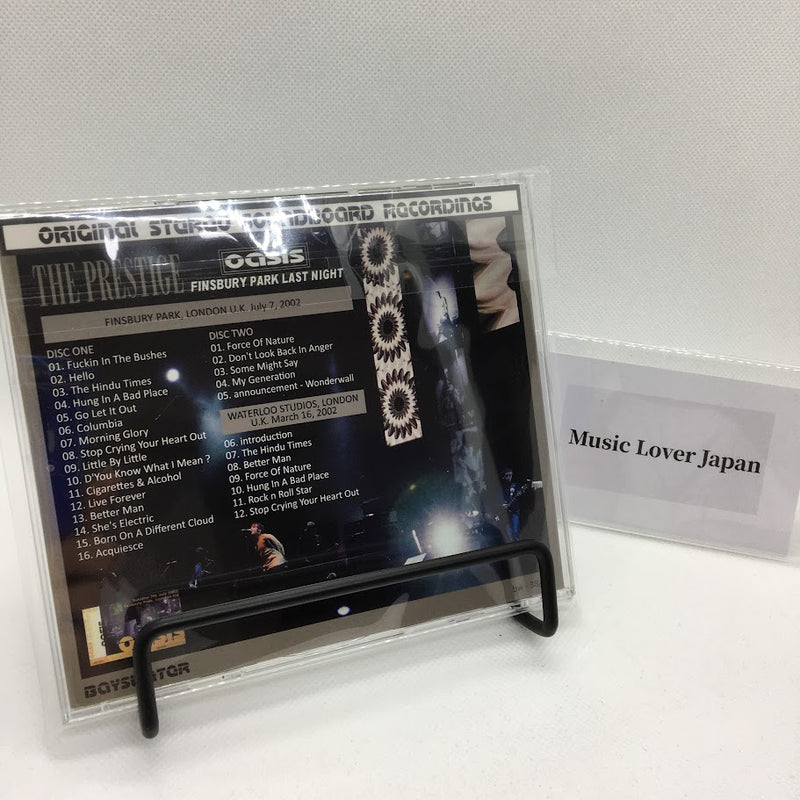 ORIGINAL STEREO SOUNDBOARD RECORDINGS
THE PRESTIGE
oasis
FINSBURY PARK LAST NIGHT
FINSBURY PARK, LONDON U.K. July 7, 2002
DISC ONE
01. Fuckin In The Bushes
02. Hello
03. The Hindu Times
04. Hung In A Bad Place
05. Go Let It Out
06. Columbia
07. Morning Glory
08. Stop Crying Your Heart Out
09. Little By Little
10. D'You Know What I Mean ?
11. Cigarettes & Alcohol
12. Live Forever
13. Better Man
14. She's Electric
15. Born On A Different Cloud
16. Acquiesce
DISC TWO
01. Force Of Nature
02. Don't Look Back In Anger
03. Some Might Say
04. My Generation
05. announcement - Wonderwall
WATERLOO STUDIOS, LONDON
U.K. March 16, 2002
06. introduction
07. The Hindu Times
08. Better Man
09. Force Of Nature
10. Hung In A Bad Place
11. Rock n Roll Star
12. Stop Crying Your Heart Out
OASIS
BAYSWATER
Music Lover Japan